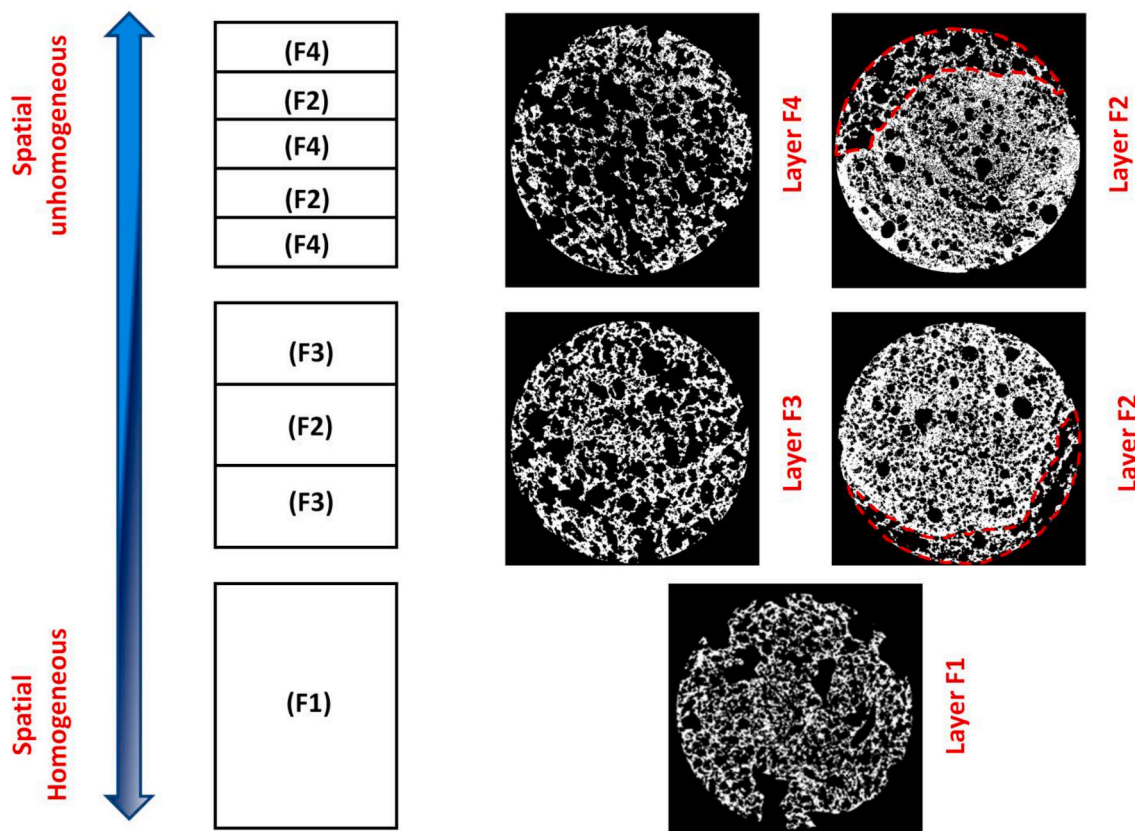 Spatial
unhomogeneous
(F4)
(F2)
(F4)
(F2)
(F4)
Layer F4
Layer F2
(F3)
(F2)
(F3)
Layer F3
Layer F2
Spatial
Homogeneous
(F1)
Layer F1